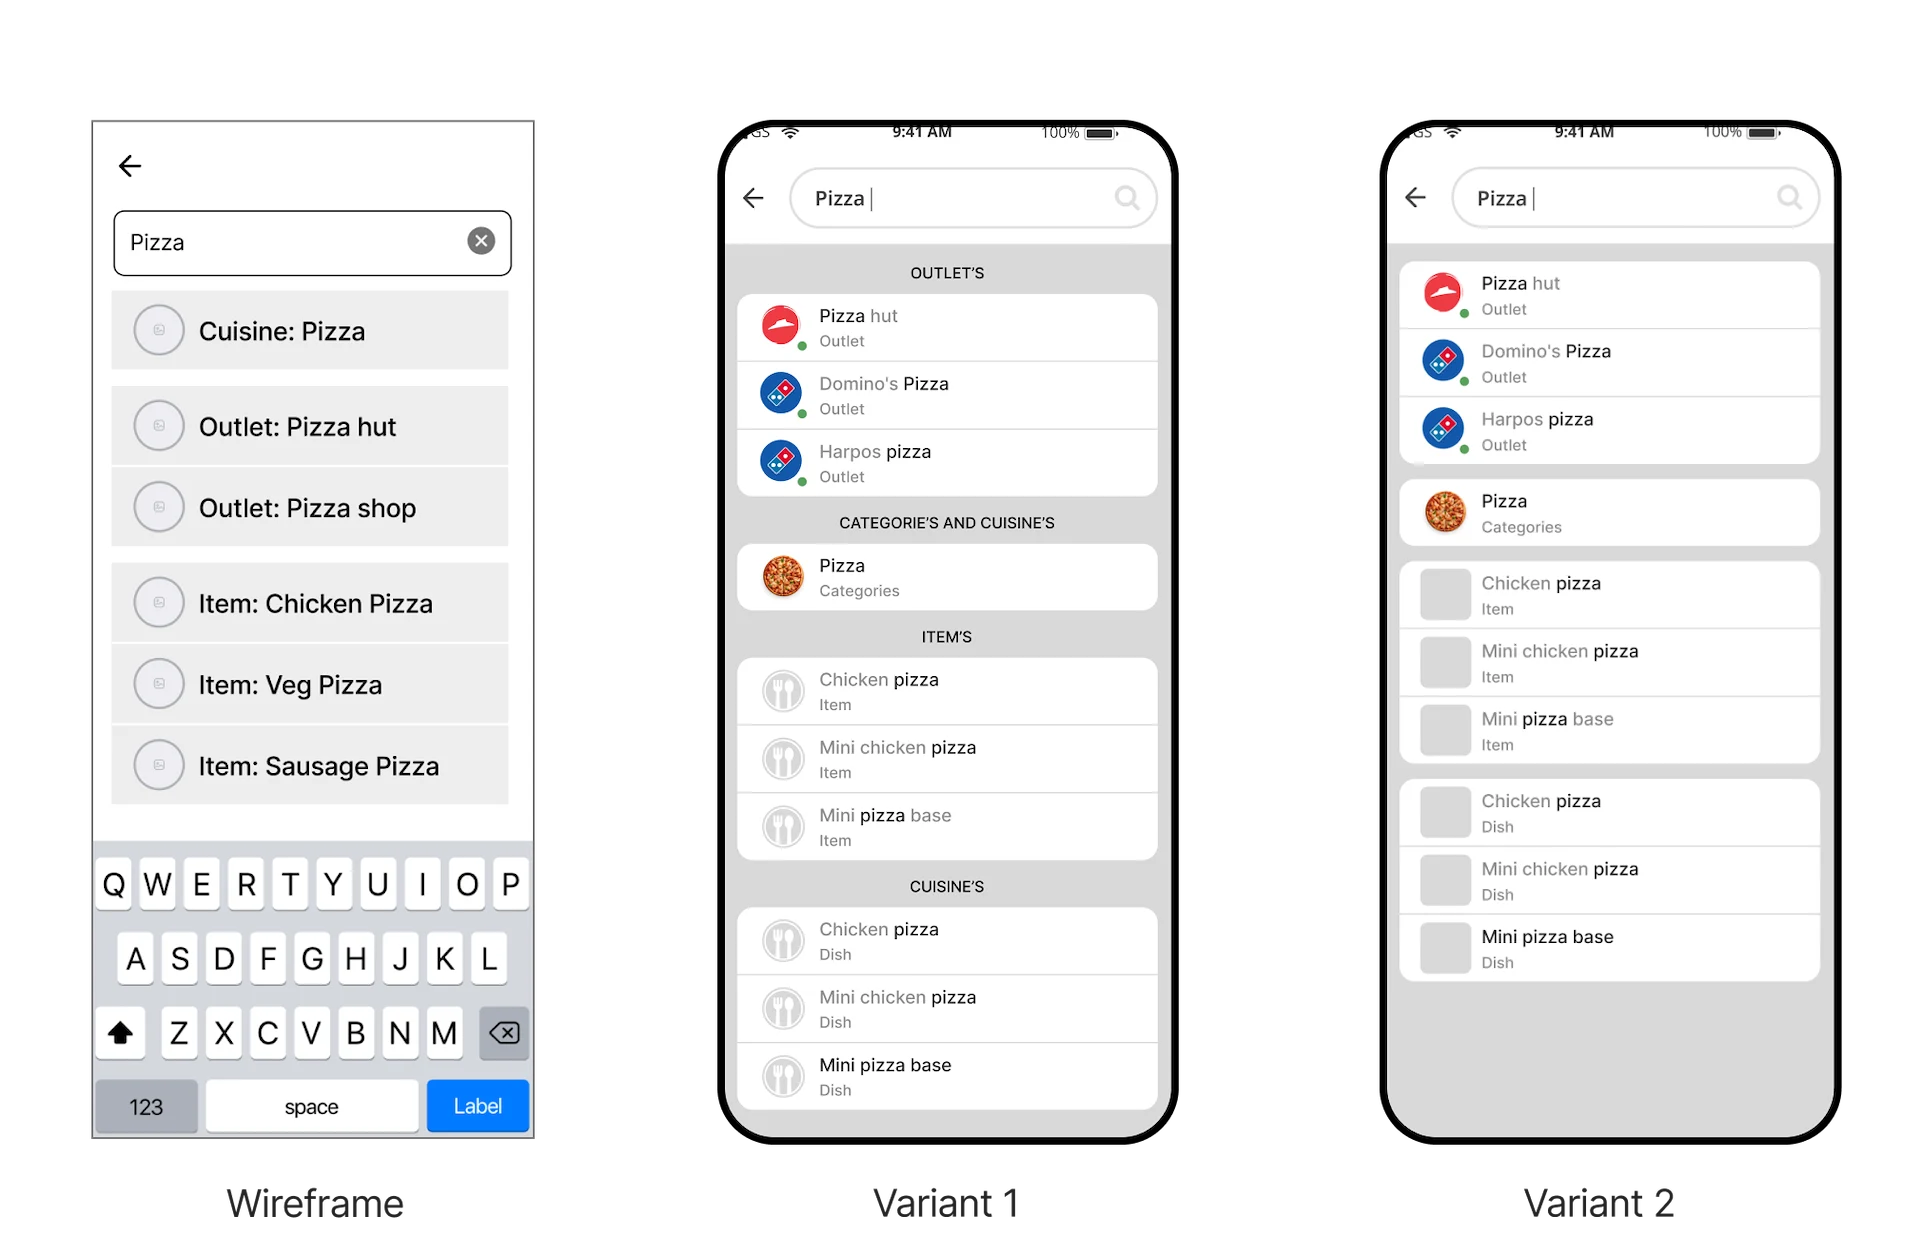 Pizza
Cuisine: Pizza
Outlet: Pizza hut
Outlet: Pizza shop
Item: Chicken Pizza
Item: Veg Pizza
Item: Sausage Pizza
Q W E R T Y U I O P
A S D F G H J K L
Z X C V B N M
123 space Label
Wireframe
GS 9:41 AM 100%
Pizza
OUTLET'S
Pizza hut
Outlet
Domino's Pizza
Outlet
Harpos pizza
Outlet
CATEGORIE'S AND CUISINE'S
Pizza
Categories
ITEM'S
Chicken pizza
Item
Mini chicken pizza
Item
Mini pizza base
Item
CUISINE'S
Chicken pizza
Dish
Mini chicken pizza
Dish
Mini pizza base
Dish
Variant 1
GS 9:41 AM 100%
Pizza
Pizza hut
Outlet
Domino's Pizza
Outlet
Harpos pizza
Outlet
Pizza
Categories
Chicken pizza
Item
Mini chicken pizza
Item
Mini pizza base
Item
Chicken pizza
Dish
Mini chicken pizza
Dish
Mini pizza base
Dish
Variant 2